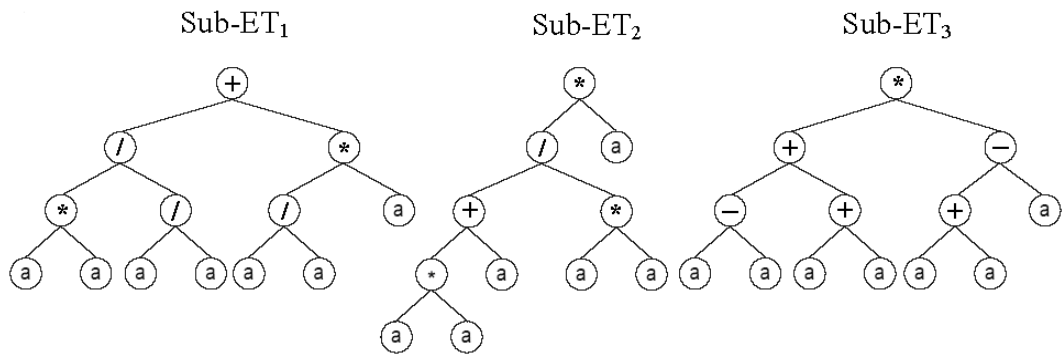 Sub-ET₁ Sub-ET₂ Sub-ET₃
+ * *
/ * / a + −
* / / a + * − + + a
a a a a a a * a a a a a a a a a
a a